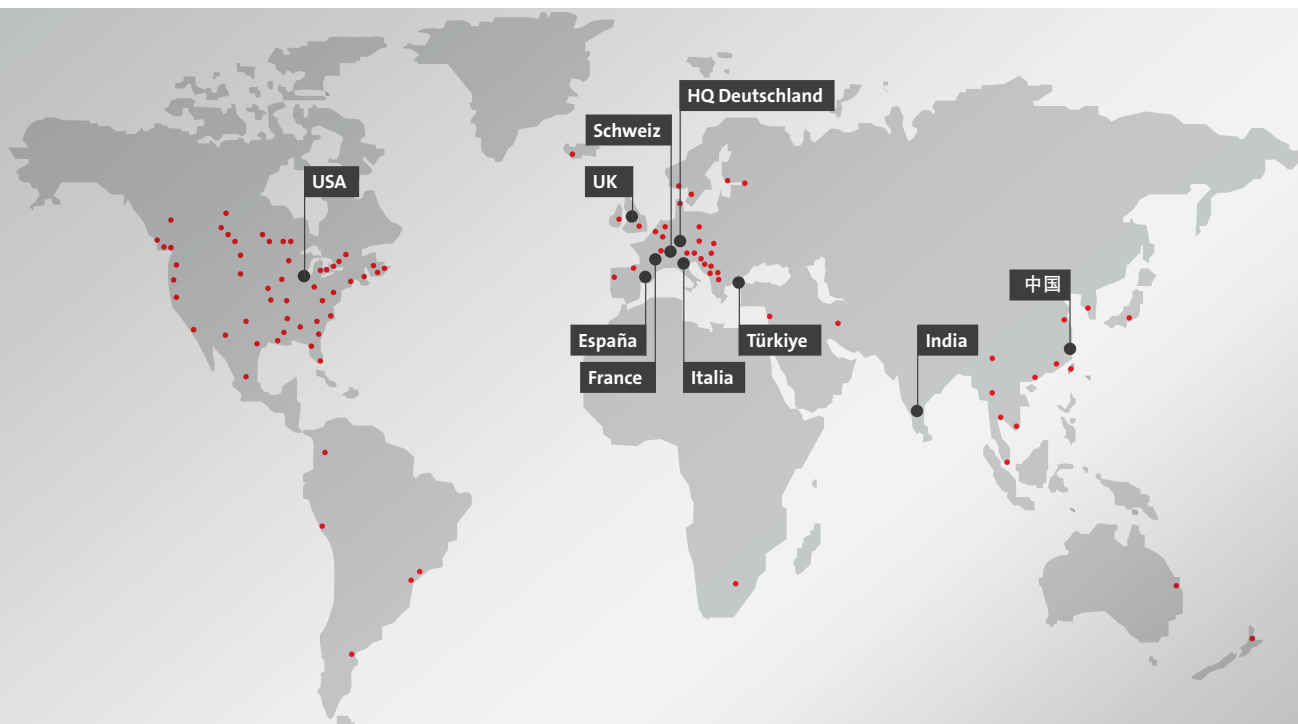 HQ Deutschland
Schweiz
USA
UK
中国
España
Türkiye
India
France
Italia